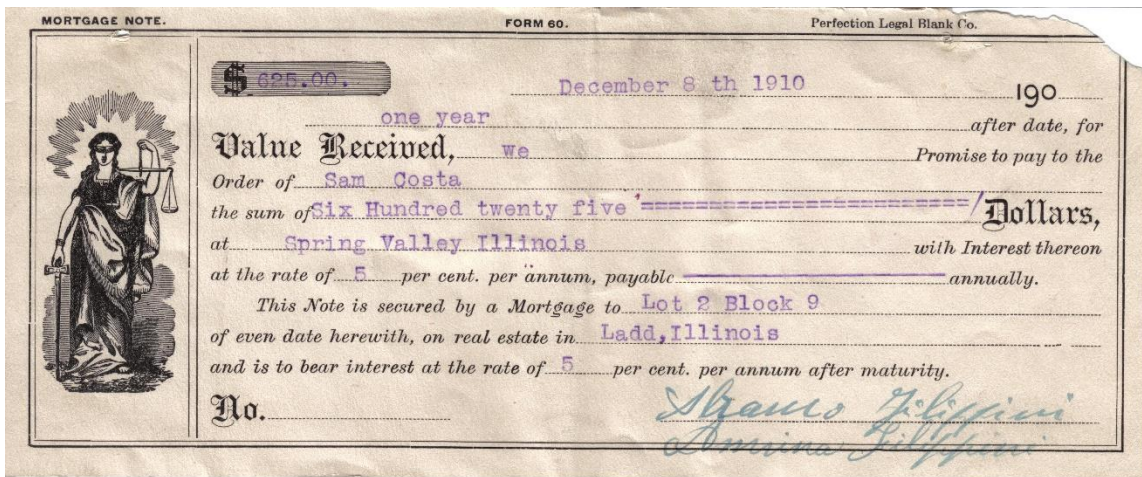 MORTGAGE NOTE. FORM 60. Perfection Legal Blank Co.
$ 625.00. December 8 th 1910 190
one year after date, for
Value Received, we Promise to pay to the
Order of Sam Costa
the sum of Six Hundred twenty five ========================/ Dollars,
at Spring Valley Illinois with Interest thereon
at the rate of 5 per cent. per annum, payable annually.
This Note is secured by a Mortgage to Lot 2 Block 9
of even date herewith, on real estate in Ladd,Illinois
and is to bear interest at the rate of 5 per cent. per annum after maturity.
No. Filippini
Filippini